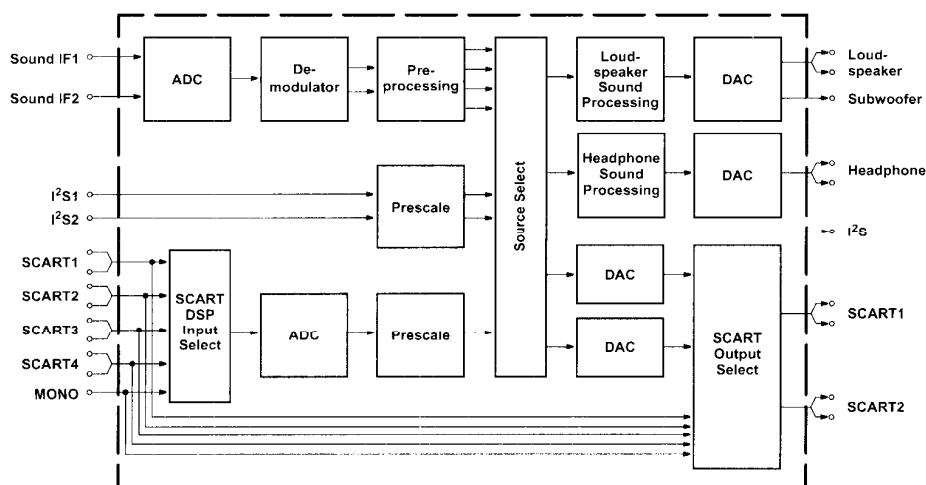 Sound IF1
Sound IF2
ADC
De-
modulator
Pre-
processing
Loud-
speaker
Sound
Processing
DAC
Loud-
speaker
Subwoofer
Headphone
Sound
Processing
DAC
Headphone
I²S1
I²S2
Prescale
Source Select
I²S
SCART1
SCART2
SCART3
SCART4
MONO
SCART
DSP
Input
Select
ADC
Prescale
DAC
DAC
SCART
Output
Select
SCART1
SCART2